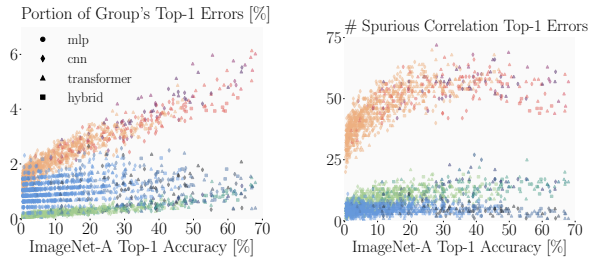 Portion of Group's Top-1 Errors [%]
mlp
cnn
transformer
hybrid
6
4
2
0
0 10 20 30 40 50 60 70
ImageNet-A Top-1 Accuracy [%]
# Spurious Correlation Top-1 Errors
75
50
25
0
0 10 20 30 40 50 60 70
ImageNet-A Top-1 Accuracy [%]